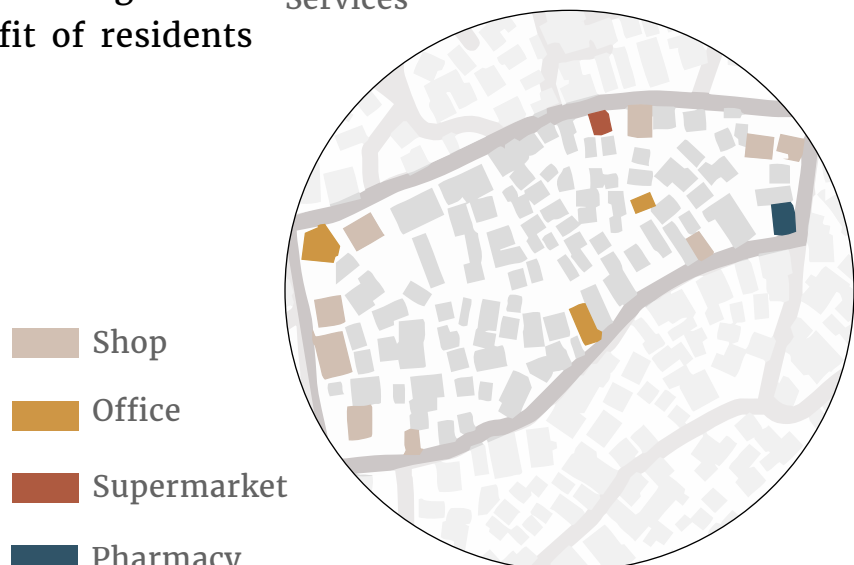 Services
fit of residents
Shop
Office
Supermarket
Pharmacy